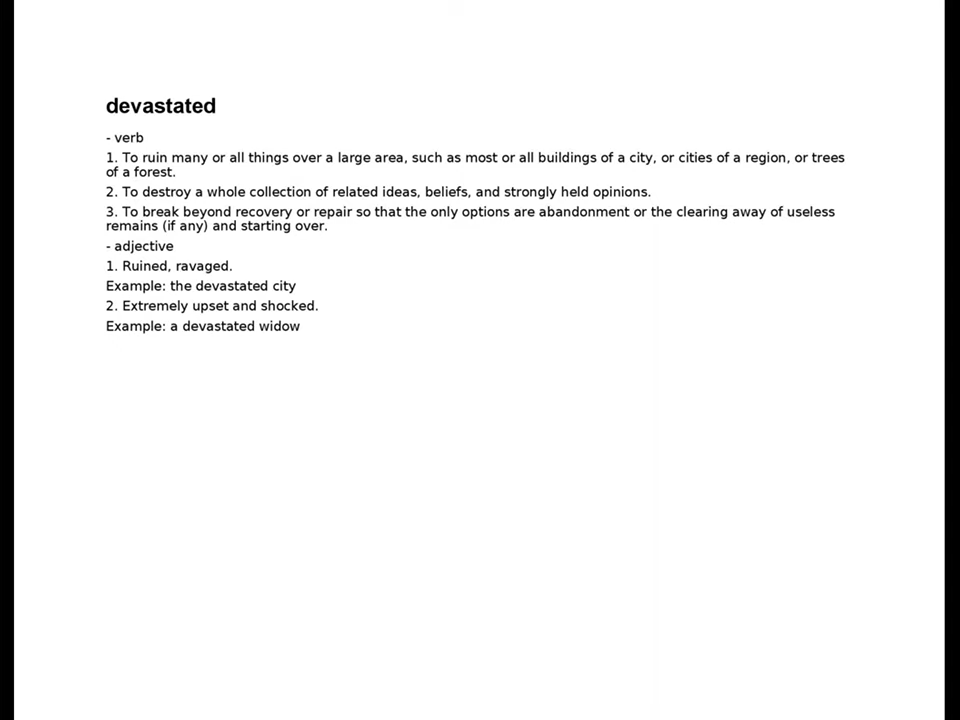 devastated
- verb
1. To ruin many or all things over a large area, such as most or all buildings of a city, or cities of a region, or trees
of a forest.
2. To destroy a whole collection of related ideas, beliefs, and strongly held opinions.
3. To break beyond recovery or repair so that the only options are abandonment or the clearing away of useless
remains (if any) and starting over.
- adjective
1. Ruined, ravaged.
Example: the devastated city
2. Extremely upset and shocked.
Example: a devastated widow